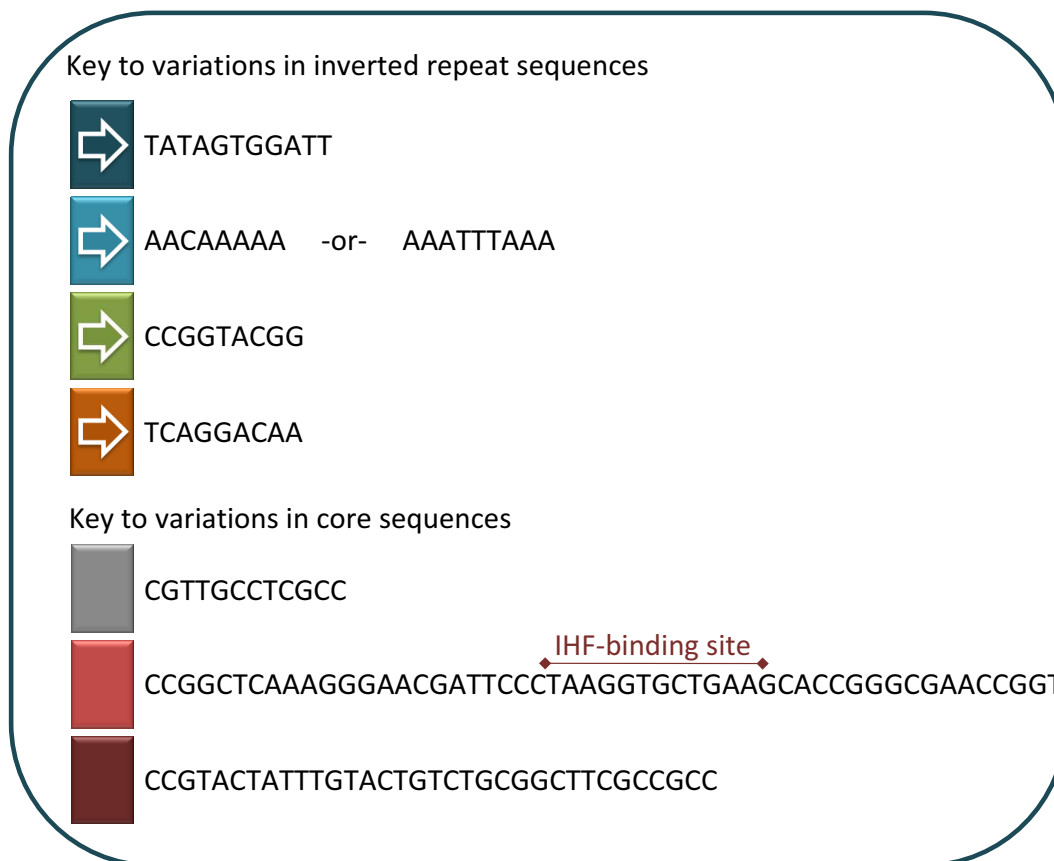 Key to variations in inverted repeat sequences
TATAGTGGATT
AACAAAAA -or- AAATTTAAA
CCGGTACGG
TCAGGACAA
Key to variations in core sequences
CGTTGCCTCGCC
IHF-binding site
CCGGCTCAAAGGGAACGATTCCCTAAGGTGCTGAAGCACCGGGCGAACCGGT
CCGTACTATTTGTACTGTCTGCGGCTTCGCCGCC